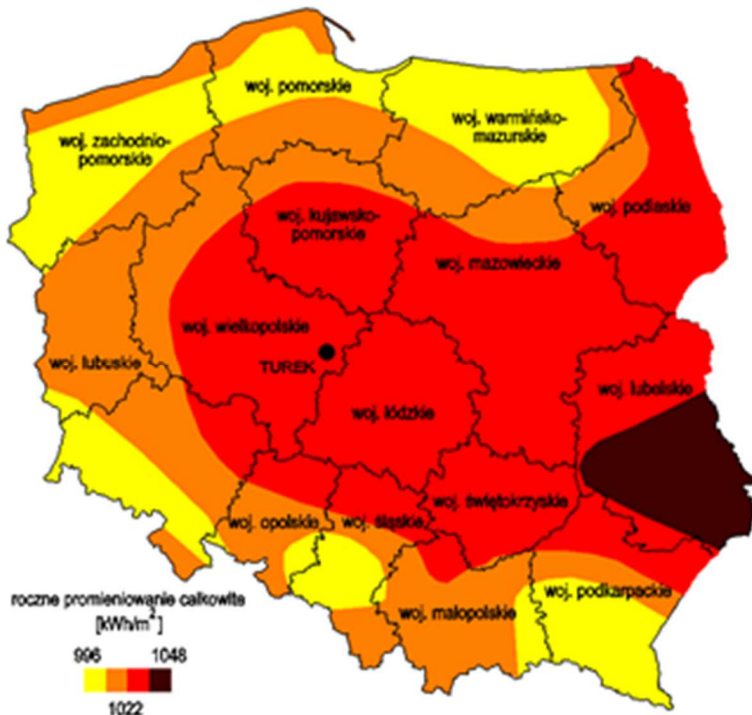 woj. pomorskie
woj. warmińsko-
mazurskie
woj. zachodnio-
pomorskie
woj. podlaskie
woj. kujawsko-
pomorskie
woj. mazowieckie
woj. wielkopolskie
TUREK
woj. lubuskie
woj. lubelskie
woj. łódzkie
woj. świętokrzyskie
woj. opolskie
woj. śląskie
woj. podkarpackie
woj. małopolskie
roczne promieniowanie całkowite
[kWh/m²]
996 1048
1022